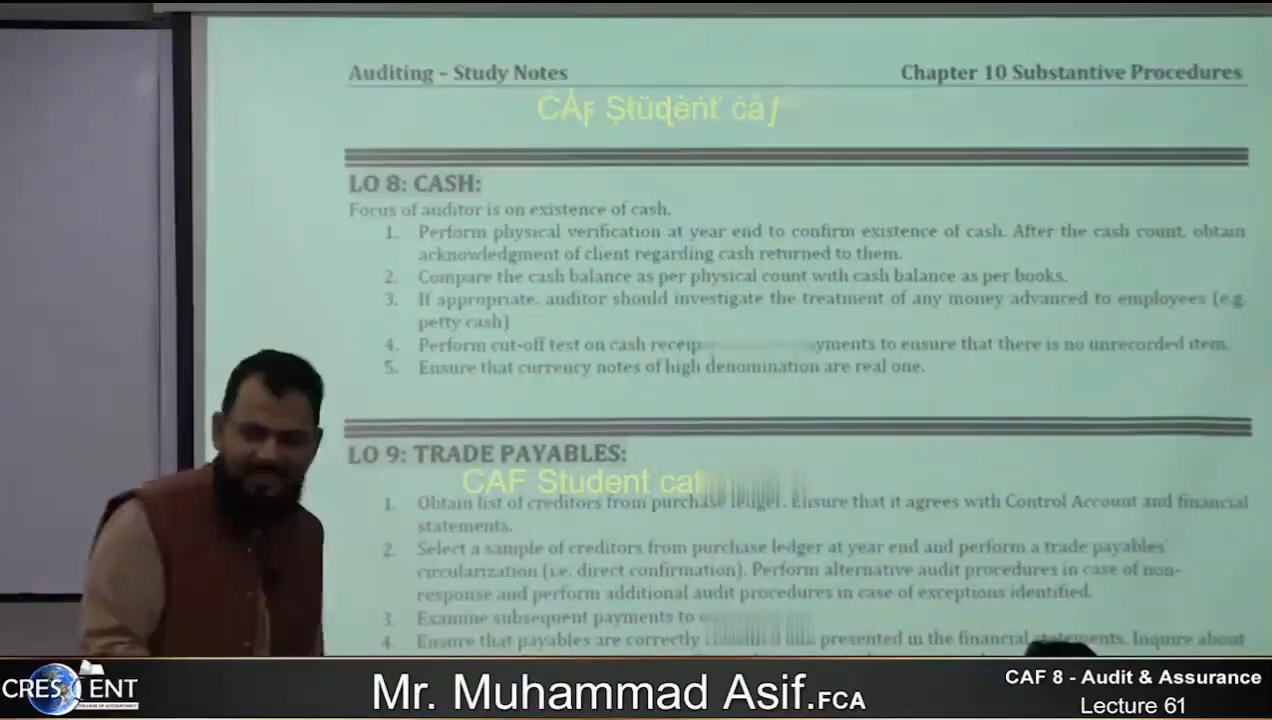 Auditing – Study Notes Chapter 10 Substantive Procedures
LO 8: CASH:
Focus of auditor is on existence of cash.
1. Perform physical verification at year end to confirm existence of cash. After the cash count, obtain
acknowledgment of client regarding cash returned to them.
2. Compare the cash balance as per physical count with cash balance as per books.
3. If appropriate, auditor should investigate the treatment of any money advanced to employees (e.g.
petty cash)
4. Perform cut-off test on cash to ensure that there is no unrecorded item.
5. Ensure that currency notes of high denomination are real one.
LO 9: TRADE PAYABLES:
CAF Student
1. Obtain list of creditors from purchase ledger. Ensure that it agrees with Control Account and financial
statements.
2. Select a sample of creditors from purchase ledger at year end and perform a trade payables'
circularization (i.e. direct confirmation). Perform alternative audit procedures in case of non-
response and perform additional audit procedures in case of exceptions identified.
3. Examine subsequent payments to
4. Ensure that payables are correctly presented in the financial statements. Inquire about
CRESCENT
COLLEGE OF ACCOUNTANCY
Mr. Muhammad Asif.FCA
CAF 8 - Audit & Assurance
Lecture 61